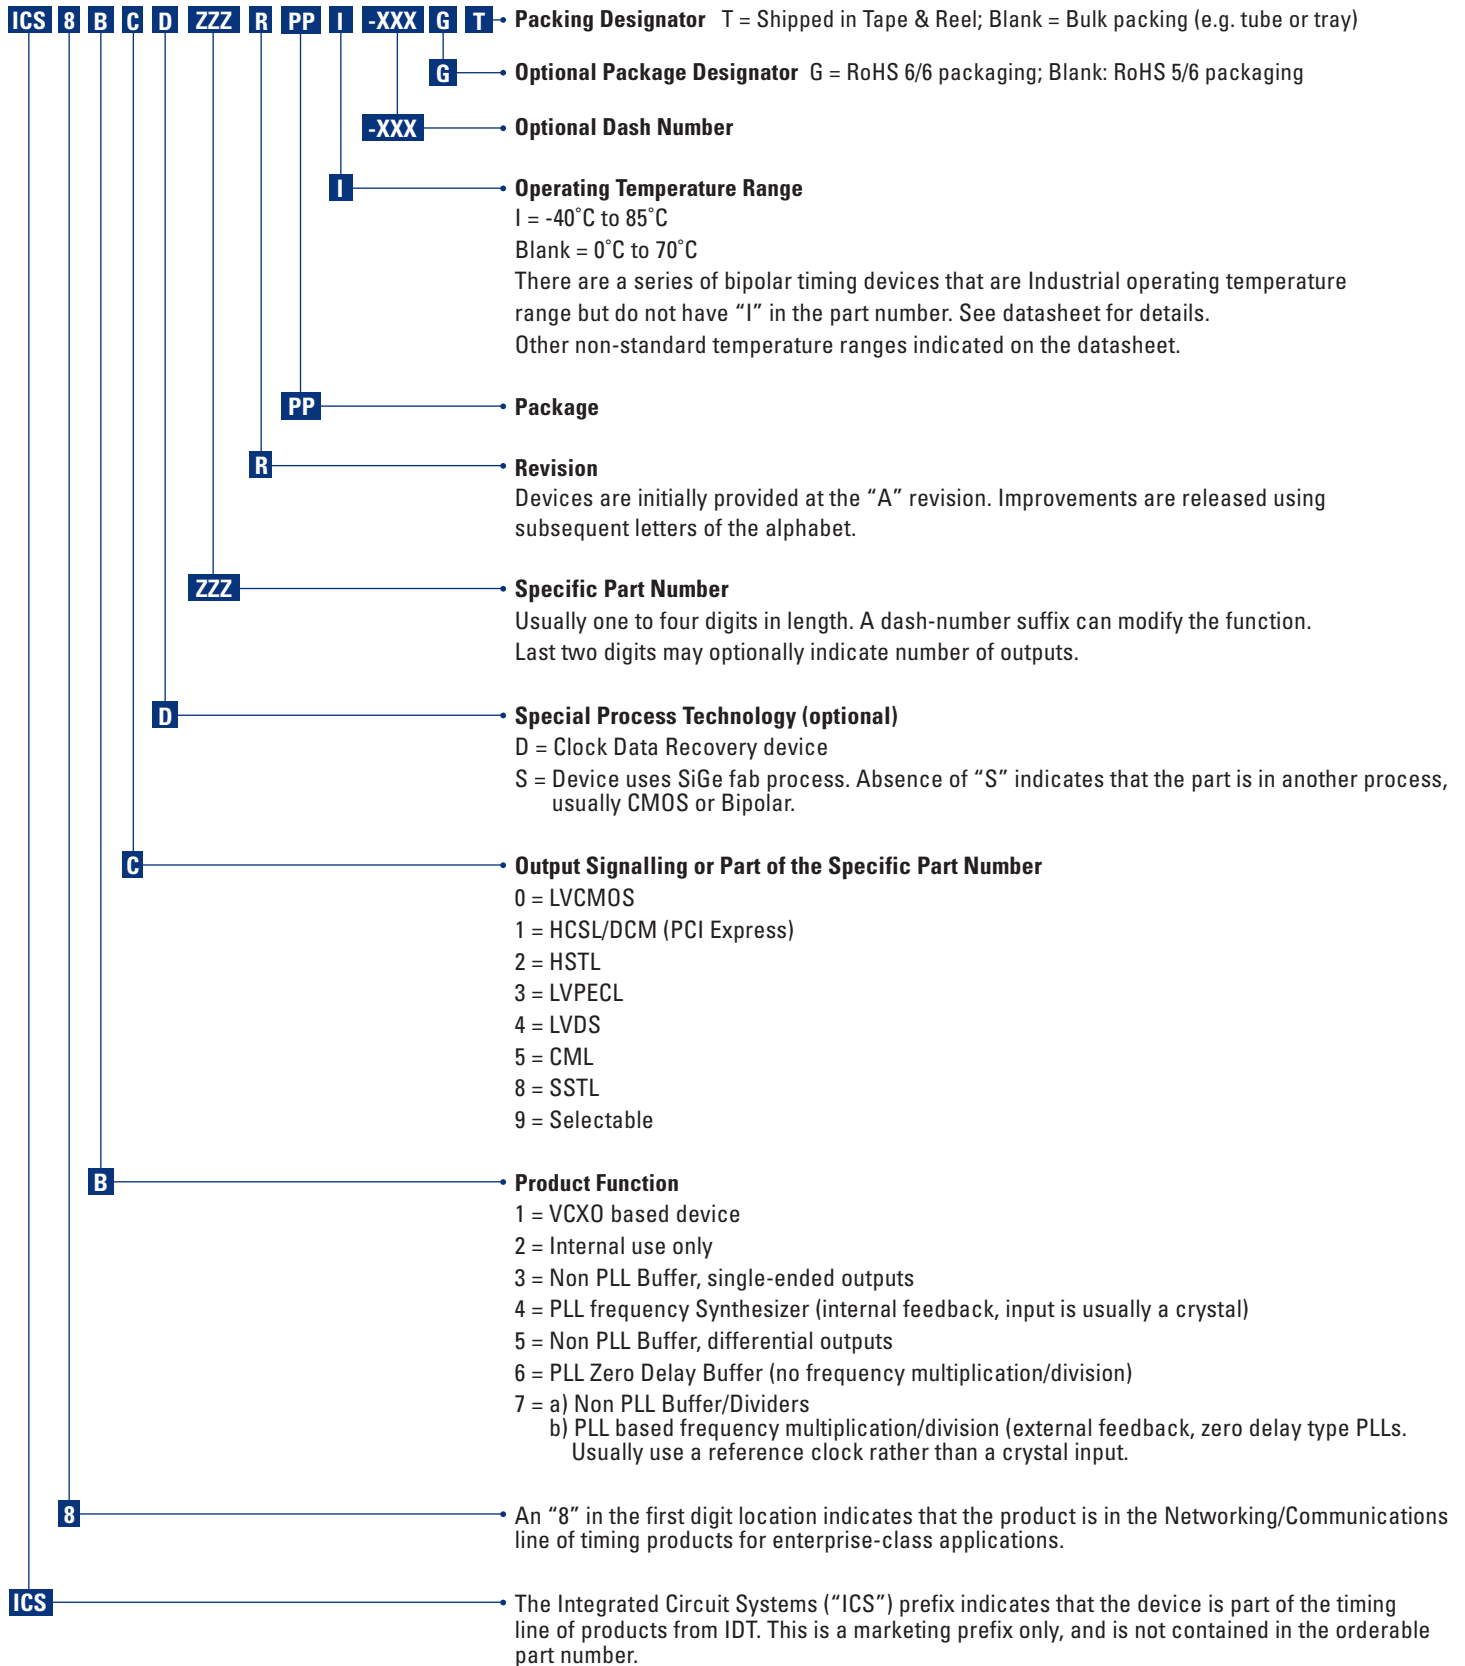 ICS 8 B C D ZZZ R PP I -XXX G T Packing Designator T = Shipped in Tape & Reel; Blank = Bulk packing (e.g. tube or tray)
G Optional Package Designator G = RoHS 6/6 packaging; Blank: RoHS 5/6 packaging
-XXX Optional Dash Number
I Operating Temperature Range
I = -40˚C to 85˚C
Blank = 0˚C to 70˚C
There are a series of bipolar timing devices that are Industrial operating temperature
range but do not have “I” in the part number. See datasheet for details.
Other non-standard temperature ranges indicated on the datasheet.
PP Package
R Revision
Devices are initially provided at the “A” revision. Improvements are released using
subsequent letters of the alphabet.
ZZZ Specific Part Number
Usually one to four digits in length. A dash-number suffix can modify the function.
Last two digits may optionally indicate number of outputs.
D Special Process Technology (optional)
D = Clock Data Recovery device
S = Device uses SiGe fab process. Absence of “S” indicates that the part is in another process,
usually CMOS or Bipolar.
C Output Signalling or Part of the Specific Part Number
0 = LVCMOS
1 = HCSL/DCM (PCI Express)
2 = HSTL
3 = LVPECL
4 = LVDS
5 = CML
8 = SSTL
9 = Selectable
B Product Function
1 = VCXO based device
2 = Internal use only
3 = Non PLL Buffer, single-ended outputs
4 = PLL frequency Synthesizer (internal feedback, input is usually a crystal)
5 = Non PLL Buffer, differential outputs
6 = PLL Zero Delay Buffer (no frequency multiplication/division)
7 = a) Non PLL Buffer/Dividers
b) PLL based frequency multiplication/division (external feedback, zero delay type PLLs.
Usually use a reference clock rather than a crystal input.
8 An “8” in the first digit location indicates that the product is in the Networking/Communications
line of timing products for enterprise-class applications.
ICS The Integrated Circuit Systems (“ICS”) prefix indicates that the device is part of the timing
line of products from IDT. This is a marketing prefix only, and is not contained in the orderable
part number.